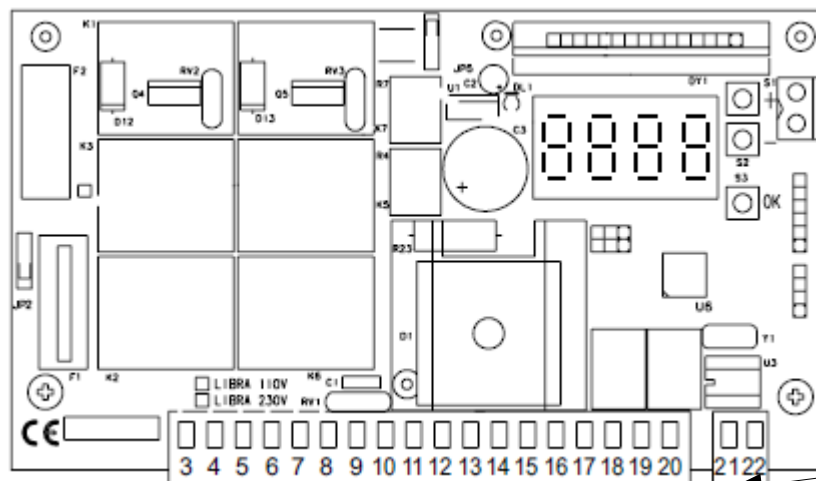 K1
F2
Q4
RV2
D12
Q5
RV3
D13
JP5
C2
U1
DL1
DY1
S1
+
R7
K7
C3
S2
-
K3
R4
K5
+
8888
S3
OK
R23
JP2
U6
D1
Y1
F1
K2
K6
C1
U3
LIBRA 110V
LIBRA 230V
RV1
CE
3 4 5 6 7 8 9 10 11 12 13 14 15 16 17 18 19 20 21 22